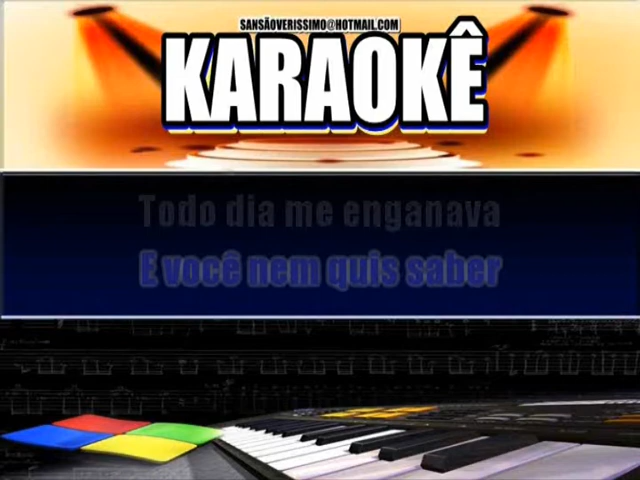 SANSÃOVERISSIMO@HOTMAIL.COM
KARAOKÊ
Todo dia me enganava
E você nem quis saber